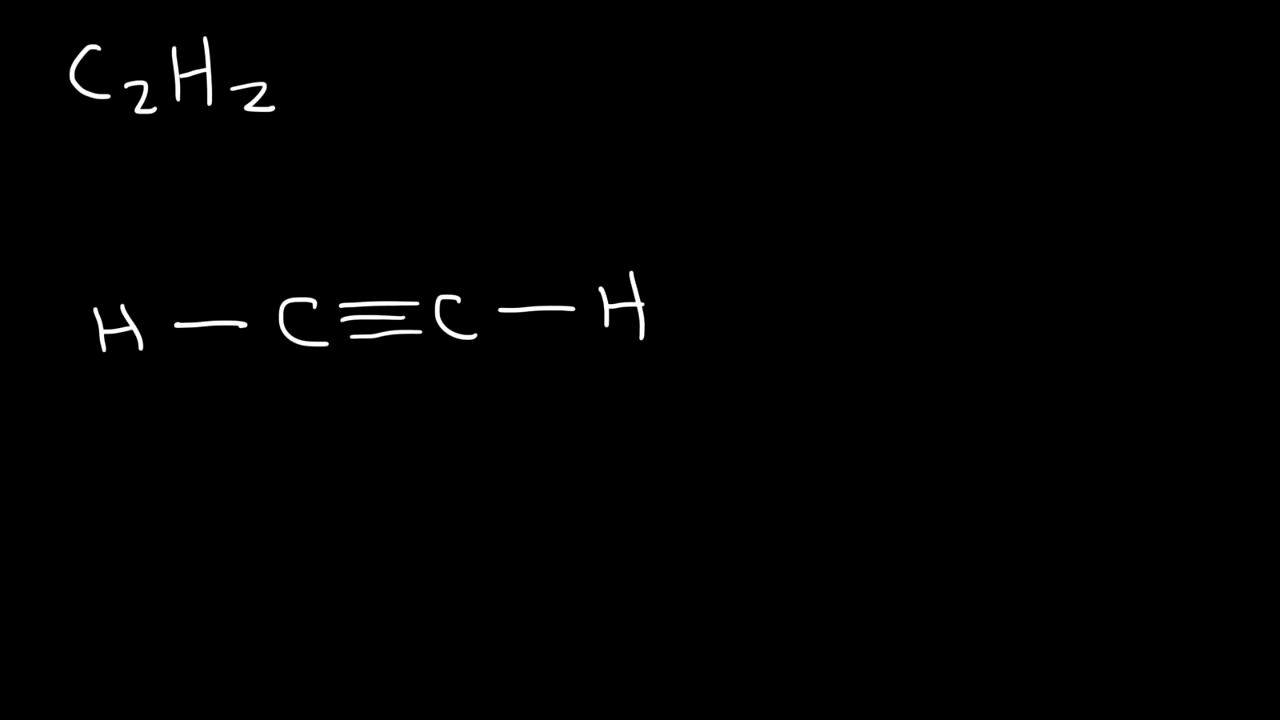 C₂H₂
H — C ≡ C — H